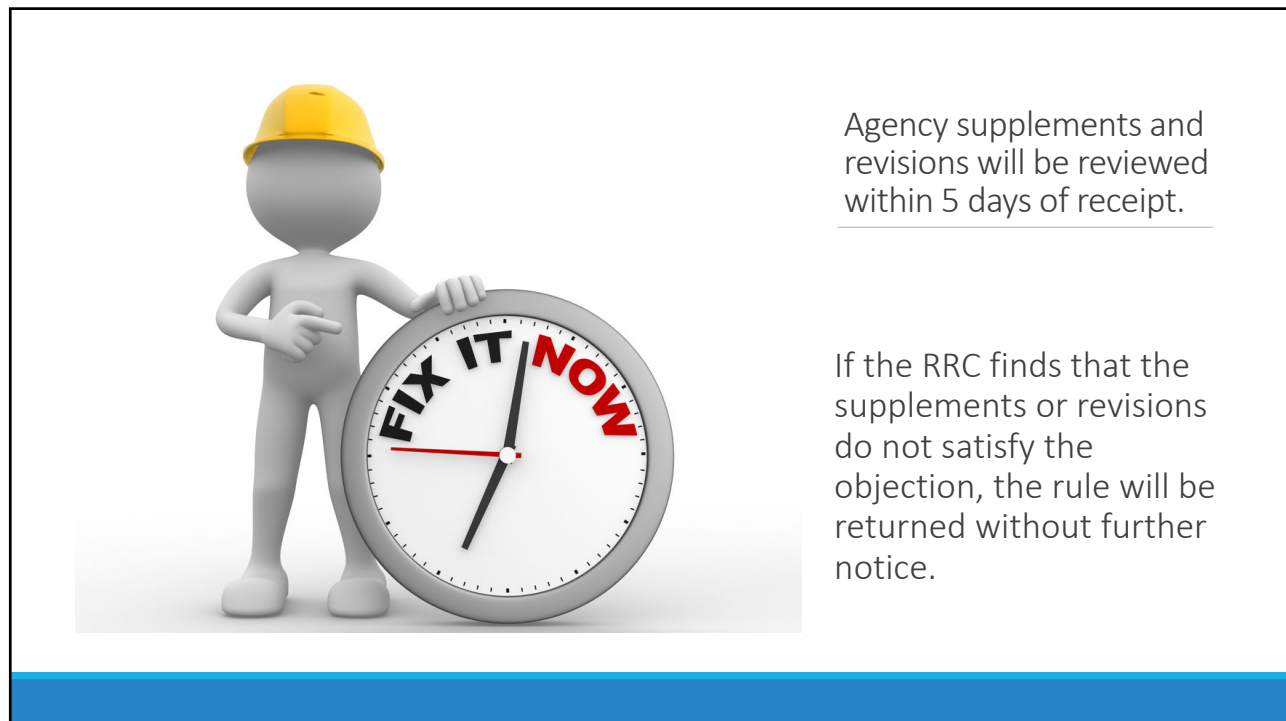 Agency supplements and
revisions will be reviewed
within 5 days of receipt.
FIX IT NOW
If the RRC finds that the
supplements or revisions
do not satisfy the
objection, the rule will be
returned without further
notice.